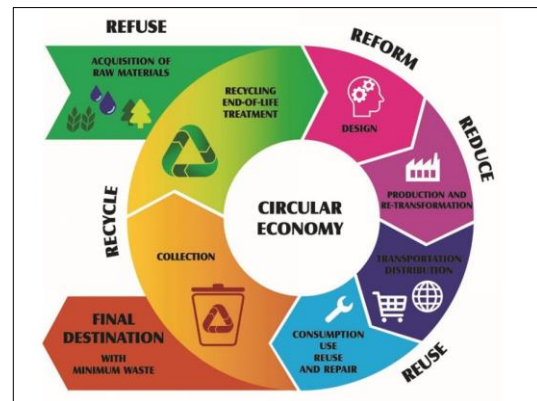 REFUSE
ACQUISITION OF
RAW MATERIALS
RECYCLING
END-OF-LIFE
TREATMENT
REFORM
DESIGN
REDUCE
PRODUCTION AND
RE-TRANSFORMATION
CIRCULAR
ECONOMY
TRANSPORTATION
DISTRIBUTION
REUSE
CONSUMPTION
USE
REUSE
AND REPAIR
RECYCLE
COLLECTION
FINAL
DESTINATION
WITH
MINIMUM WASTE